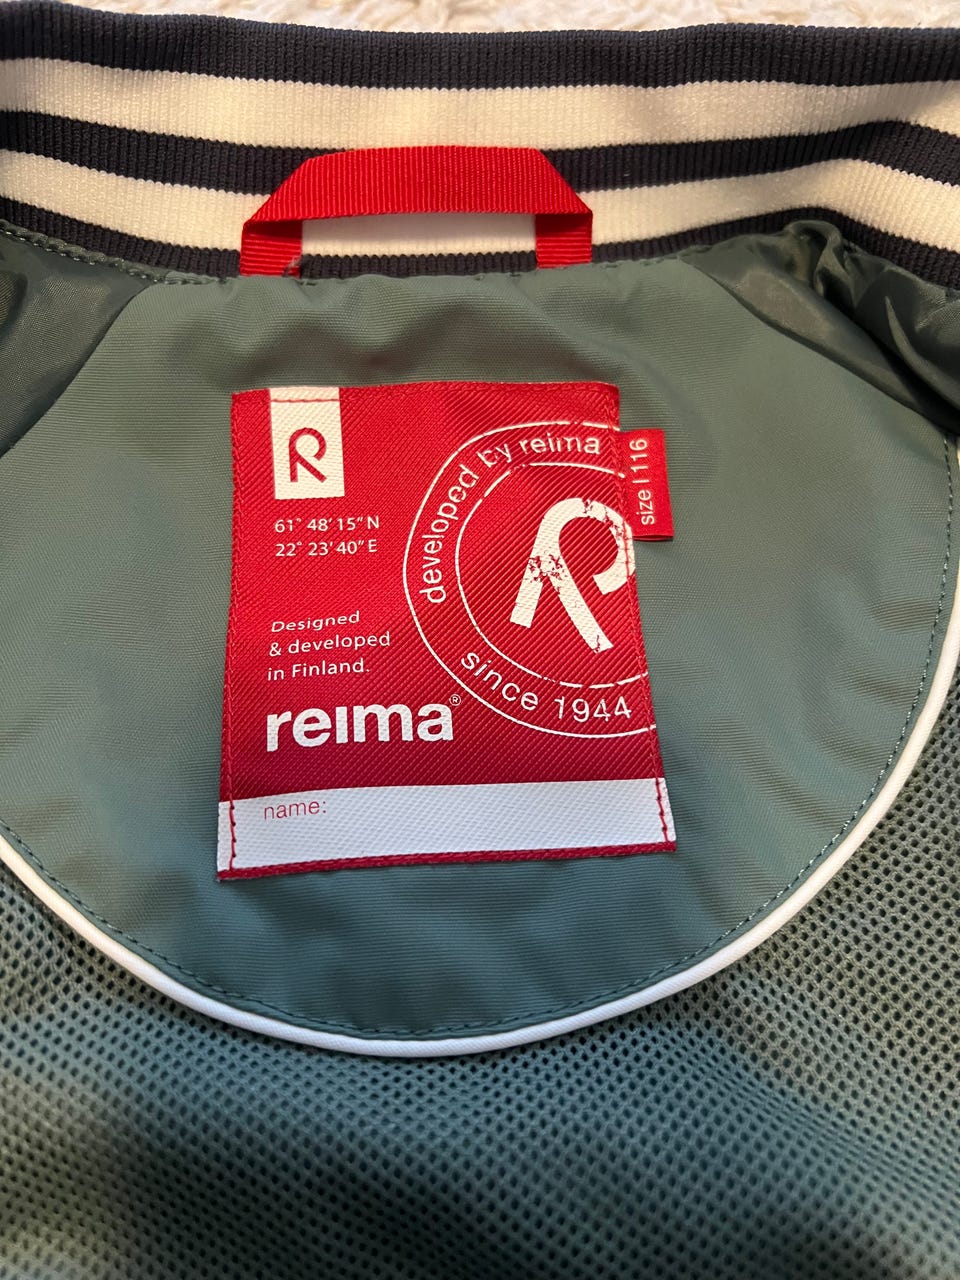 R
61° 48' 15" N
22° 23' 40" E
Designed
& developed
in Finland.
reima®
name:
developed by reima
R
since 1944
size | 116